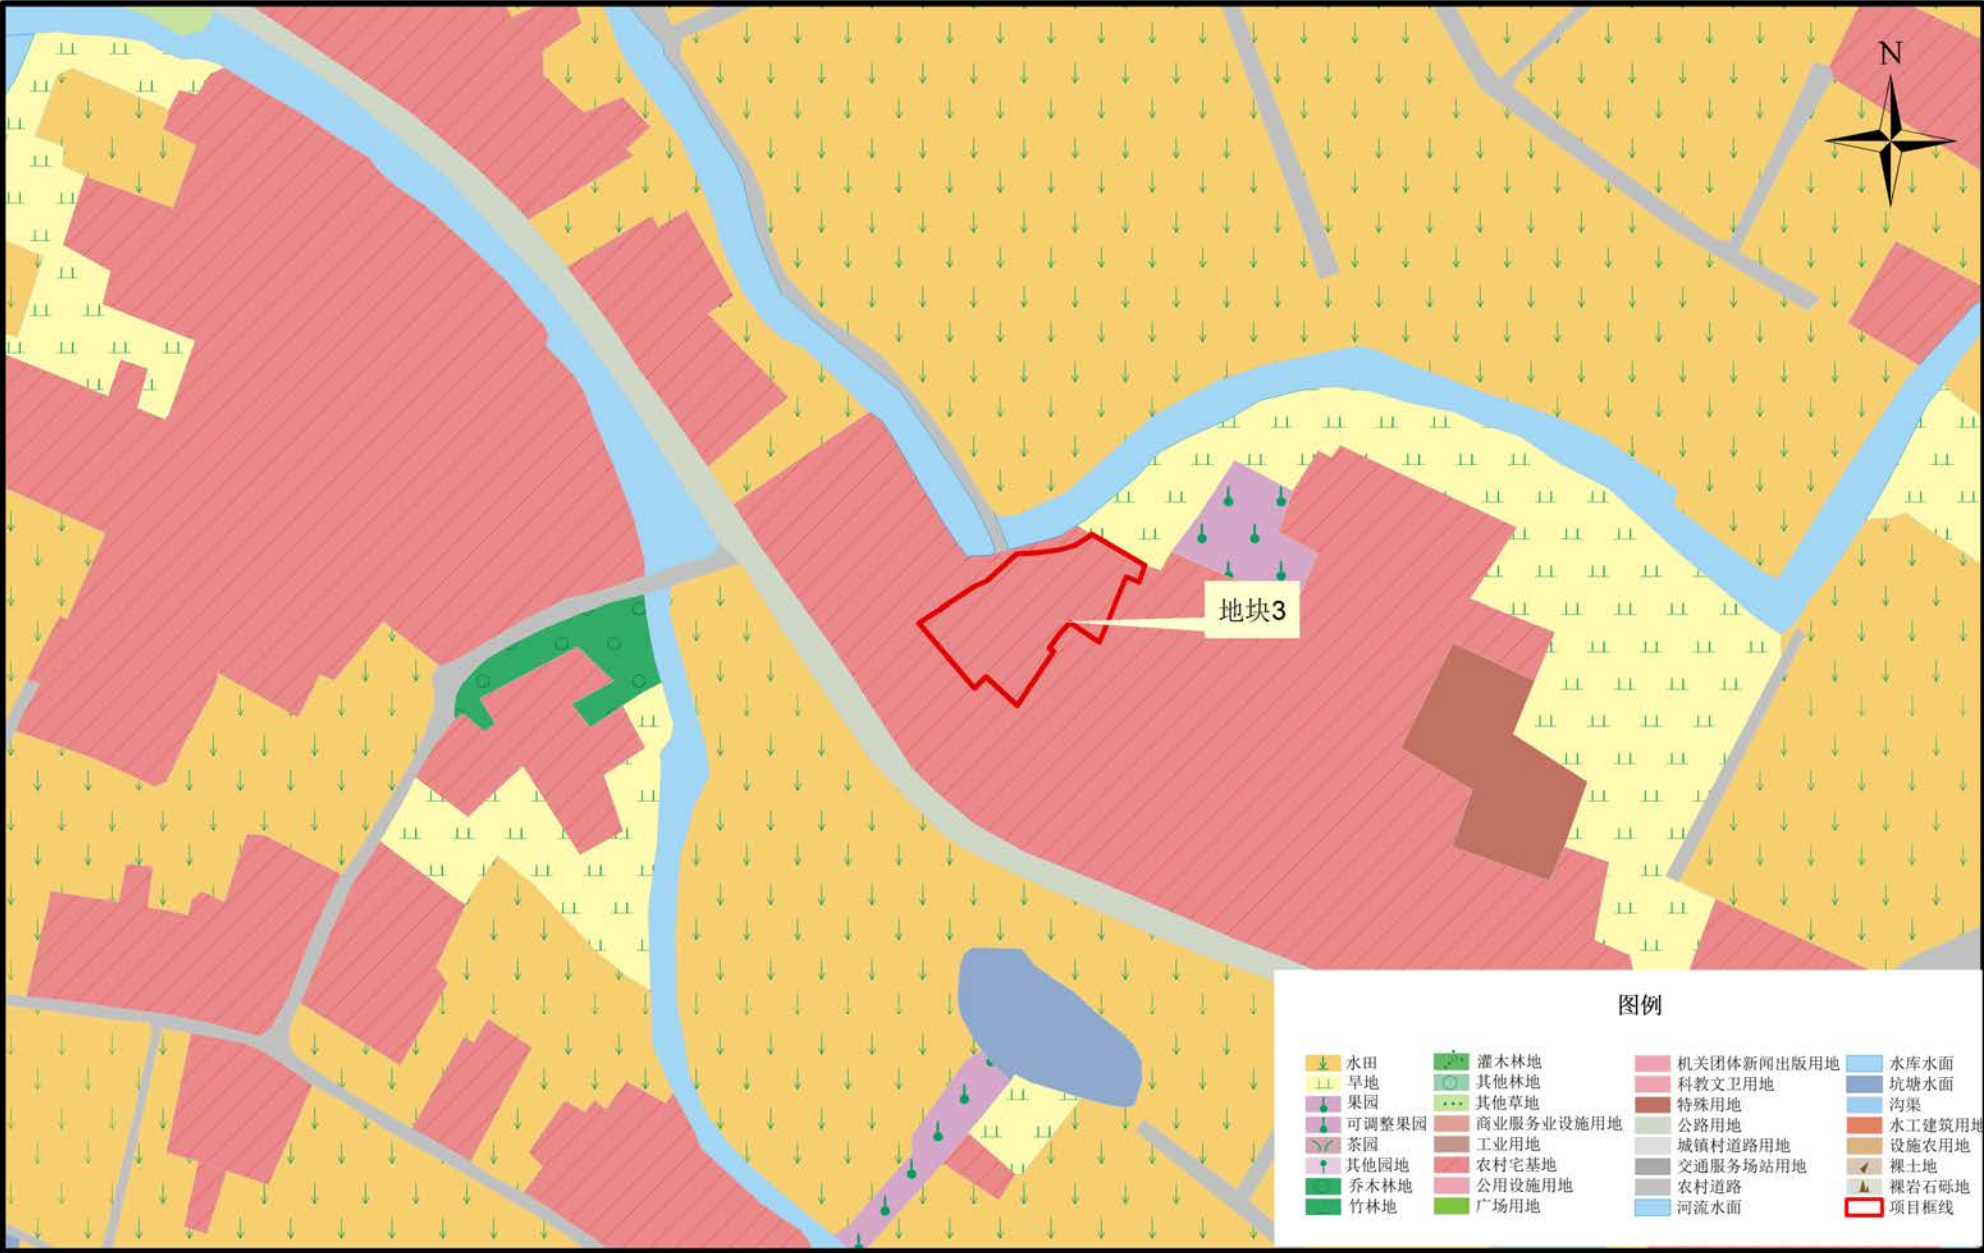 N
地块3
图例
水田
旱地
果园
可调整果园
茶园
其他园地
乔木林地
竹林地
灌木林地
其他林地
其他草地
商业服务业设施用地
工业用地
农村宅基地
公用设施用地
广场用地
机关团体新闻出版用地
科教文卫用地
特殊用地
公路用地
城镇村道路用地
交通服务场站用地
农村道路
河流水面
水库水面
坑塘水面
沟渠
水工建筑用地
设施农用地
裸土地
裸岩石砾地
项目框线